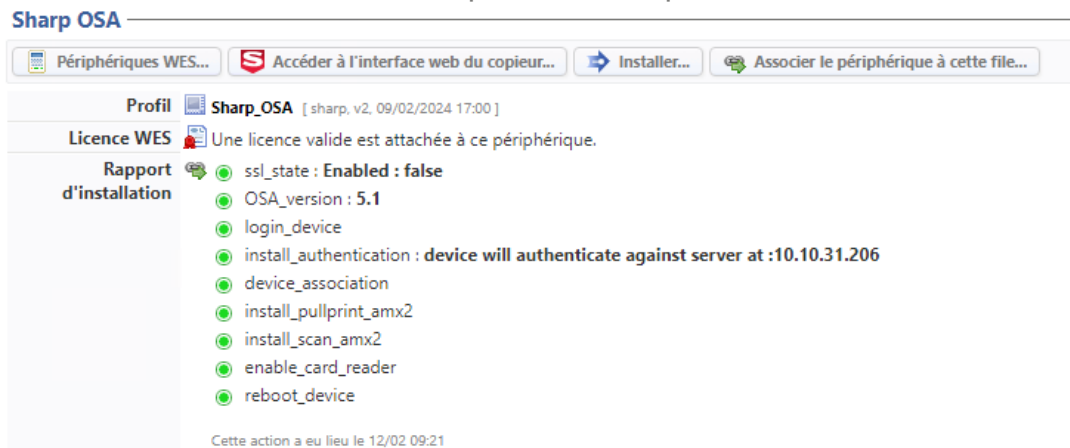 Sharp OSA
Périphériques WES... Accéder à l'interface web du copieur... Installer... Associer le périphérique à cette file...
Profil Sharp_OSA [ sharp, v2, 09/02/2024 17:00 ]
Licence WES Une licence valide est attachée à ce périphérique.
Rapport d'installation ssl_state : Enabled : false
OSA_version : 5.1
login_device
install_authentication : device will authenticate against server at :10.10.31.206
device_association
install_pullprint_amx2
install_scan_amx2
enable_card_reader
reboot_device
Cette action a eu lieu le 12/02 09:21